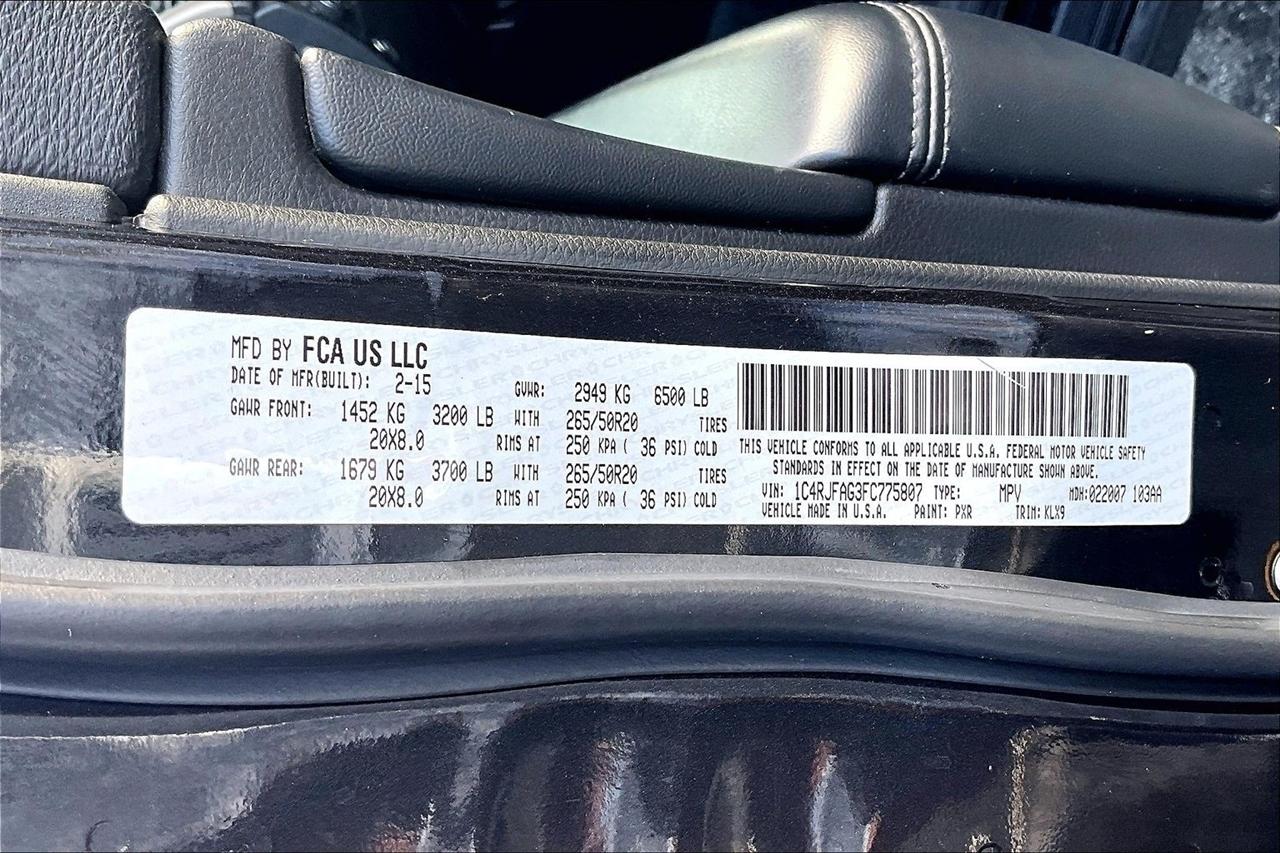 MFD BY FCA US LLC
DATE OF MFR(BUILT): 2-15 GVWR: 2949 KG 6500 LB
GAWR FRONT: 1452 KG 3200 LB WITH 265/50R20 TIRES
20X8.0 RIMS AT 250 KPA ( 36 PSI) COLD
GAWR REAR: 1679 KG 3700 LB WITH 265/50R20 TIRES
20X8.0 RIMS AT 250 KPA ( 36 PSI) COLD
THIS VEHICLE CONFORMS TO ALL APPLICABLE U.S.A. FEDERAL MOTOR VEHICLE SAFETY
STANDARDS IN EFFECT ON THE DATE OF MANUFACTURE SHOWN ABOVE.
VIN: 1C4RJFAG3FC775807 TYPE: MPV MDH:022007 103AA
VEHICLE MADE IN U.S.A. PAINT: PXR TRIM: KLX9